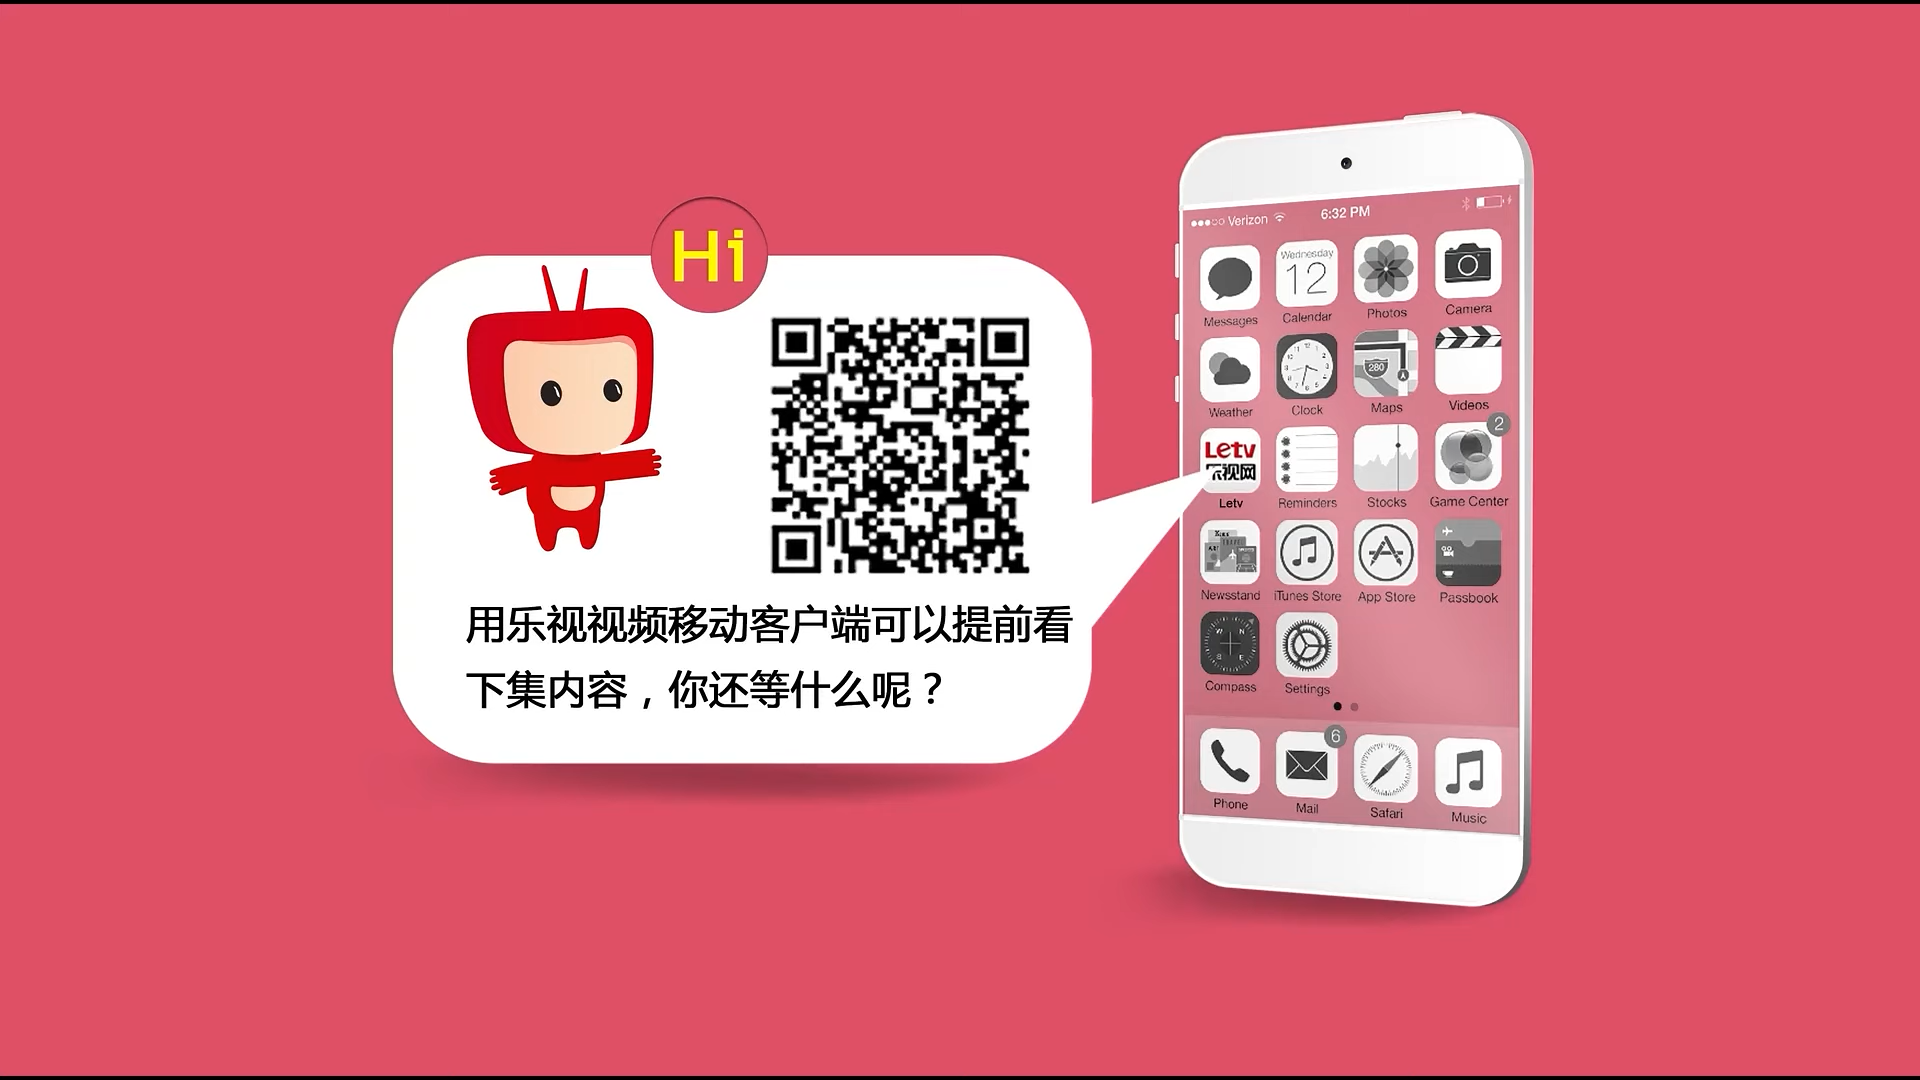 Hi
用乐视视频移动客户端可以提前看
下集内容，你还等什么呢？
Verizon 6:32 PM
Wednesday
12
Messages Calendar Photos Camera
280
Weather Clock Maps Videos
2
Letv
乐视网
Letv Reminders Stocks Game Center
Newsstand iTunes Store App Store Passbook
N
W
E
S
Compass Settings
6
Phone Mail Safari Music